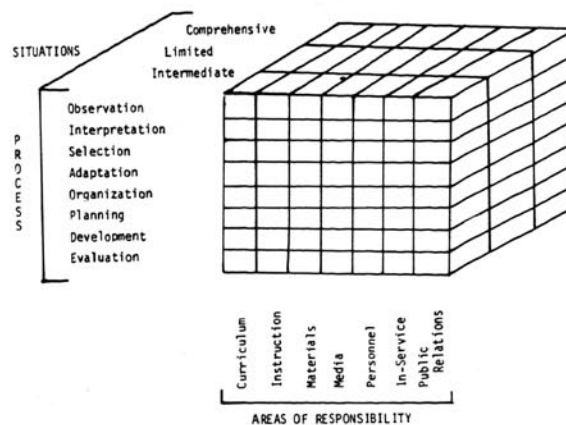 Comprehensive
SITUATIONS
Limited
Intermediate
PROCESS
Observation
Interpretation
Selection
Adaptation
Organization
Planning
Development
Evaluation
Curriculum
Instruction
Materials
Media
Personnel
In-Service
Public
Relations
AREAS OF RESPONSIBILITY